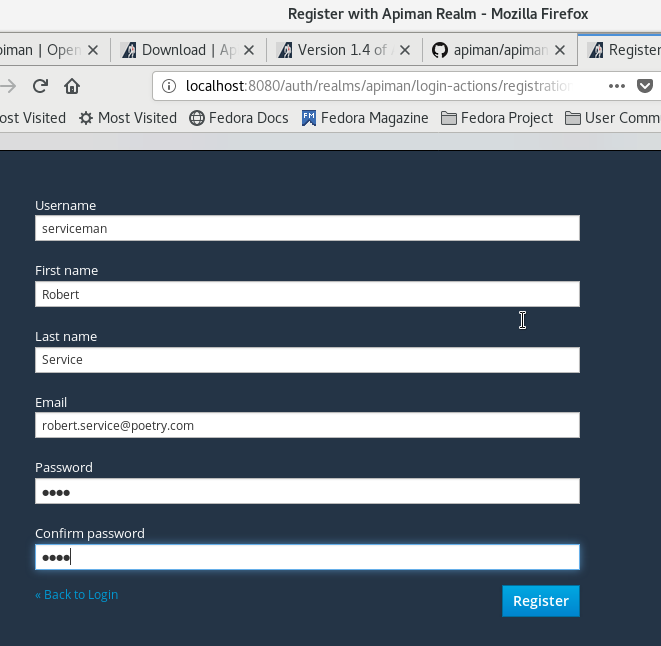 Register with Apiman Realm - Mozilla Firefox
piman | Open Download | Ap Version 1.4 of apiman/apiman Register
localhost:8080/auth/realms/apiman/login-actions/registration
ost Visited Most Visited Fedora Docs FM Fedora Magazine Fedora Project User Comm
Username
serviceman
First name
Robert
Last name
Service
Email
robert.service@poetry.com
Password
••••
Confirm password
••••
« Back to Login Register